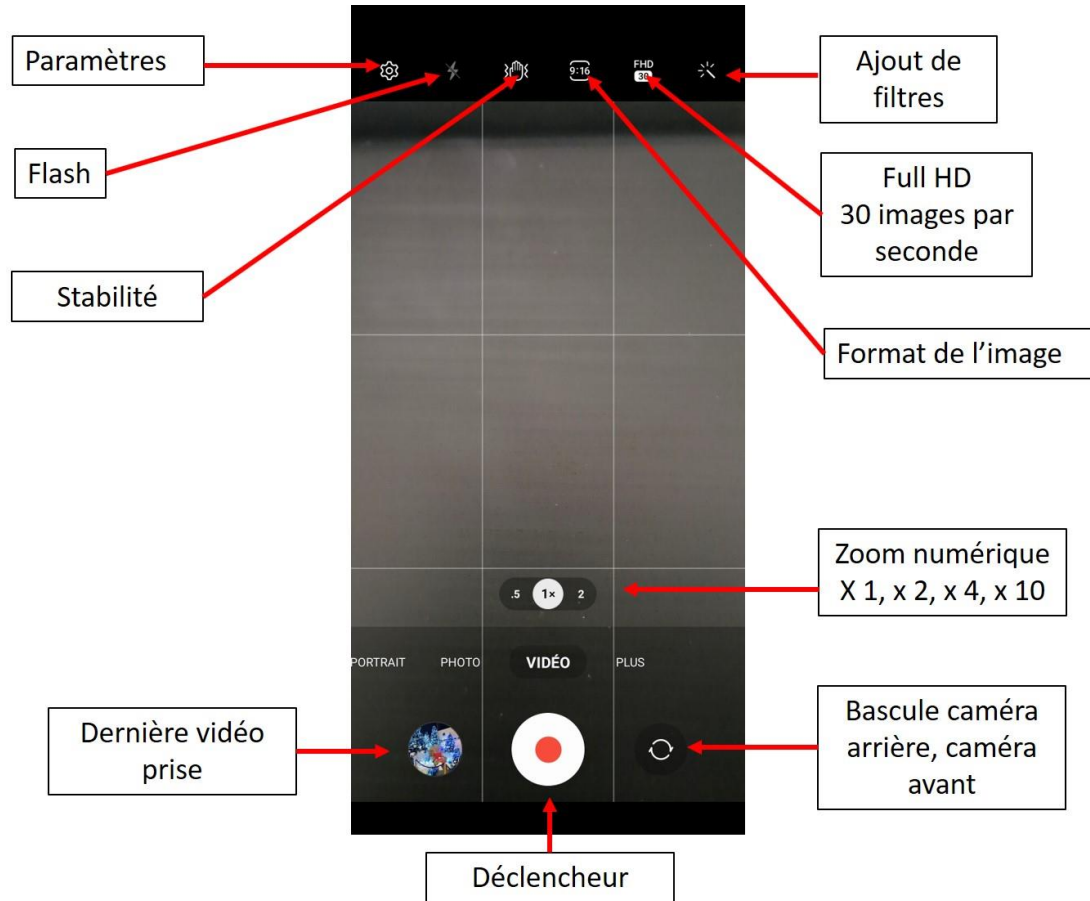 Paramètres
Flash
Stabilité
9:16
FHD
30
Ajout de
filtres
Full HD
30 images par
seconde
Format de l’image
.5 1× 2
Zoom numérique
X 1, x 2, x 4, x 10
PORTRAIT PHOTO VIDÉO PLUS
Dernière vidéo
prise
Bascule caméra
arrière, caméra
avant
Déclencheur